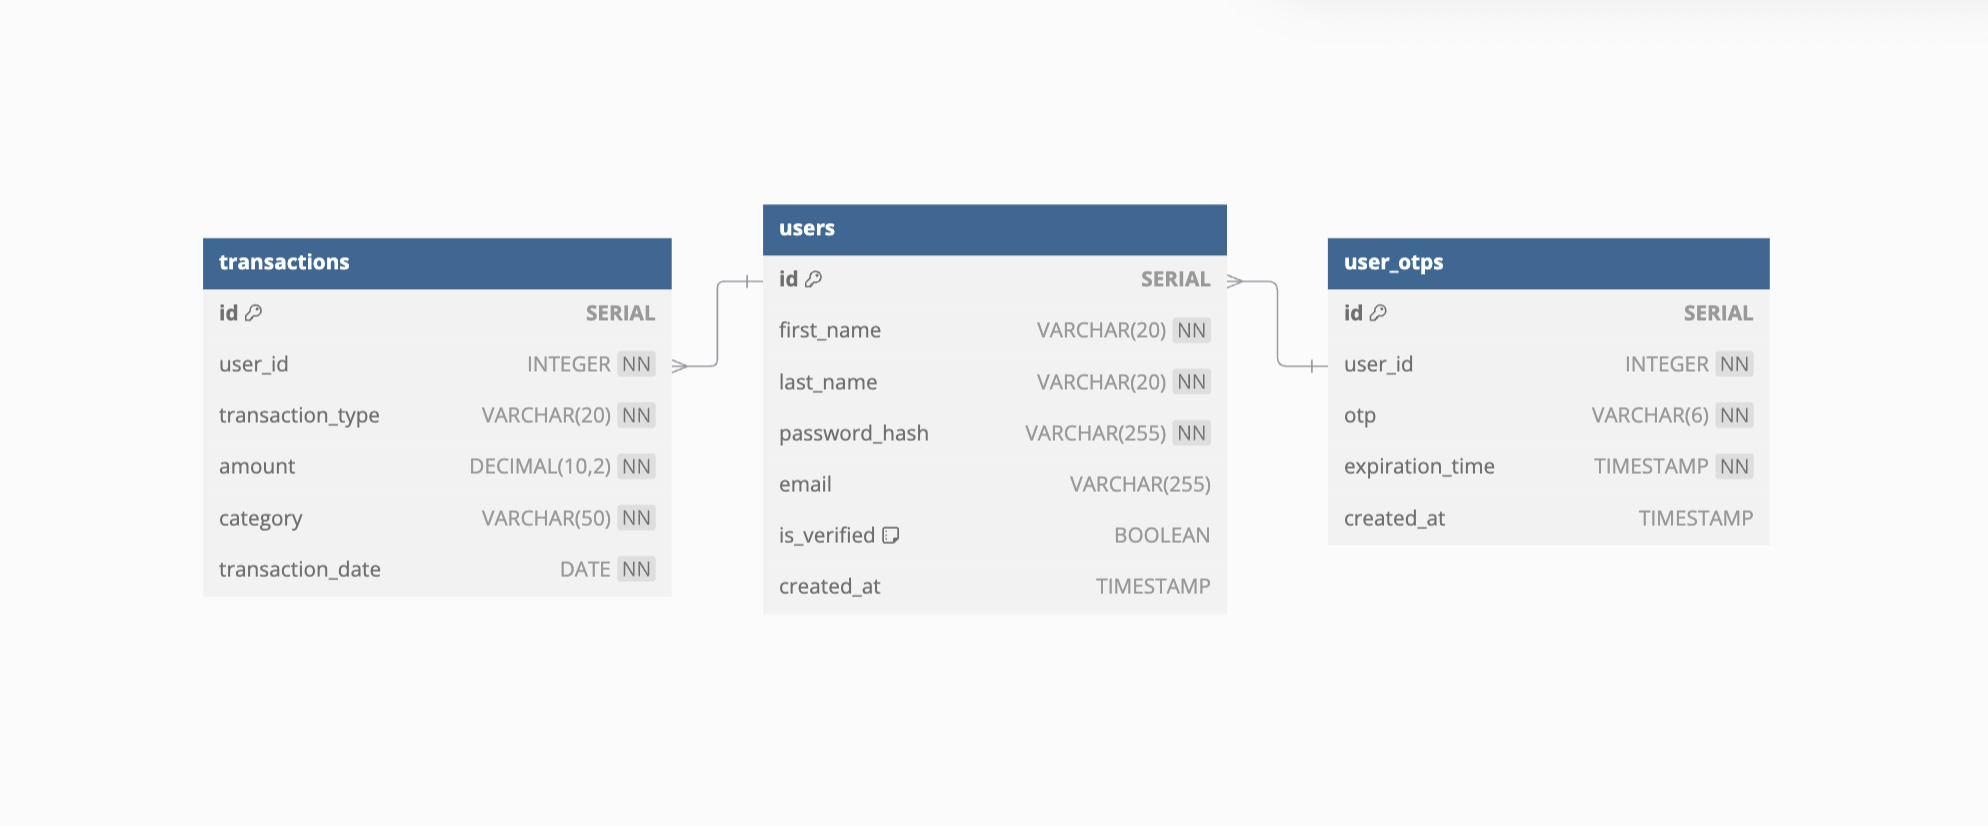 transactions
id SERIAL
user_id INTEGER NN
transaction_type VARCHAR(20) NN
amount DECIMAL(10,2) NN
category VARCHAR(50) NN
transaction_date DATE NN
users
id SERIAL
first_name VARCHAR(20) NN
last_name VARCHAR(20) NN
password_hash VARCHAR(255) NN
email VARCHAR(255)
is_verified BOOLEAN
created_at TIMESTAMP
user_otps
id SERIAL
user_id INTEGER NN
otp VARCHAR(6) NN
expiration_time TIMESTAMP NN
created_at TIMESTAMP